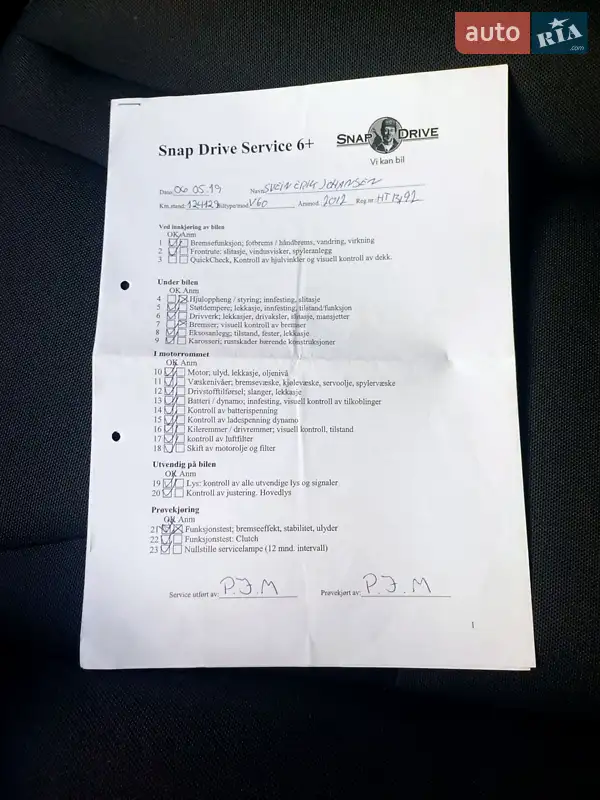 auto RIA .com
SNAP DRIVE
Vi kan bil
Snap Drive Service 6+
Dato: 06 05.19 Navn: SVEIN ERIK JOHANSEN
Km.stand: 124129 Biltype/mod V60 Årsmod. 2012 Reg.nr:
Ved innkjøring av bilen
OK Anm
1 Bremsefunksjon; fotbrems / håndbrems, vandring, virkning
2 Frontrute: slitasje, vindusvisker, spyleranlegg
3 QuickCheck, Kontroll av hjulvinkler og visuell kontroll av dekk.
Under bilen
OK Anm
4 Hjuloppheng / styring; innfesting, slitasje
5 Støtdempere; lekkasje, innfesting, tilstand/funksjon
6 Drivverk; lekkasjer, drivaksler, slitasje, mansjetter
7 Bremser; visuell kontroll av bremser
8 Eksosanlegg; tilstand, fester, lekkasje
9 Karosseri; rustskader bærende konstruksjoner
I motorrommet
OK Anm
10 Motor; ulyd, lekkasje, oljenivå
11 Væskenivåer; bremsevæske, kjølevæske, servoolje, spylervæske
12 Drivstofftilførsel; slanger, lekkasje
13 Batteri / dynamo; innfesting, visuell kontroll av tilkoblinger
14 Kontroll av batterispenning
15 Kontroll av ladespenning dynamo
16 Kileremmer / drivremmer; visuell kontroll, tilstand
17 kontroll av luftfilter
18 Skift av motorolje og filter
Utvendig på bilen
OK Anm
19 Lys: kontroll av alle utvendige lys og signaler
20 Kontroll av justering. Hovedlys
Prøvekjøring
OK Anm
21 Funksjonstest; bremseeffekt, stabilitet, ulyder
22 Funksjonstest: Clutch
23 Nullstille servicelampe (12 mnd. intervall)
Service utført av: P.J.M Prøvekjørt av: P.J.M
1